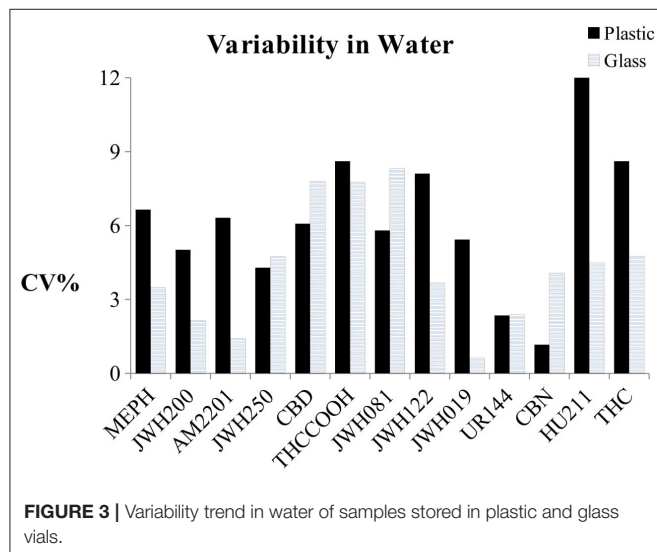 Variability in Water
Plastic
Glass
12
9
6
3
0
CV%
MEPH
JWH200
AM2201
JWH250
CBD
THCCOOH
JWH081
JWH122
JWH019
UR144
CBN
HU211
THC
FIGURE 3 | Variability trend in water of samples stored in plastic and glass
vials.